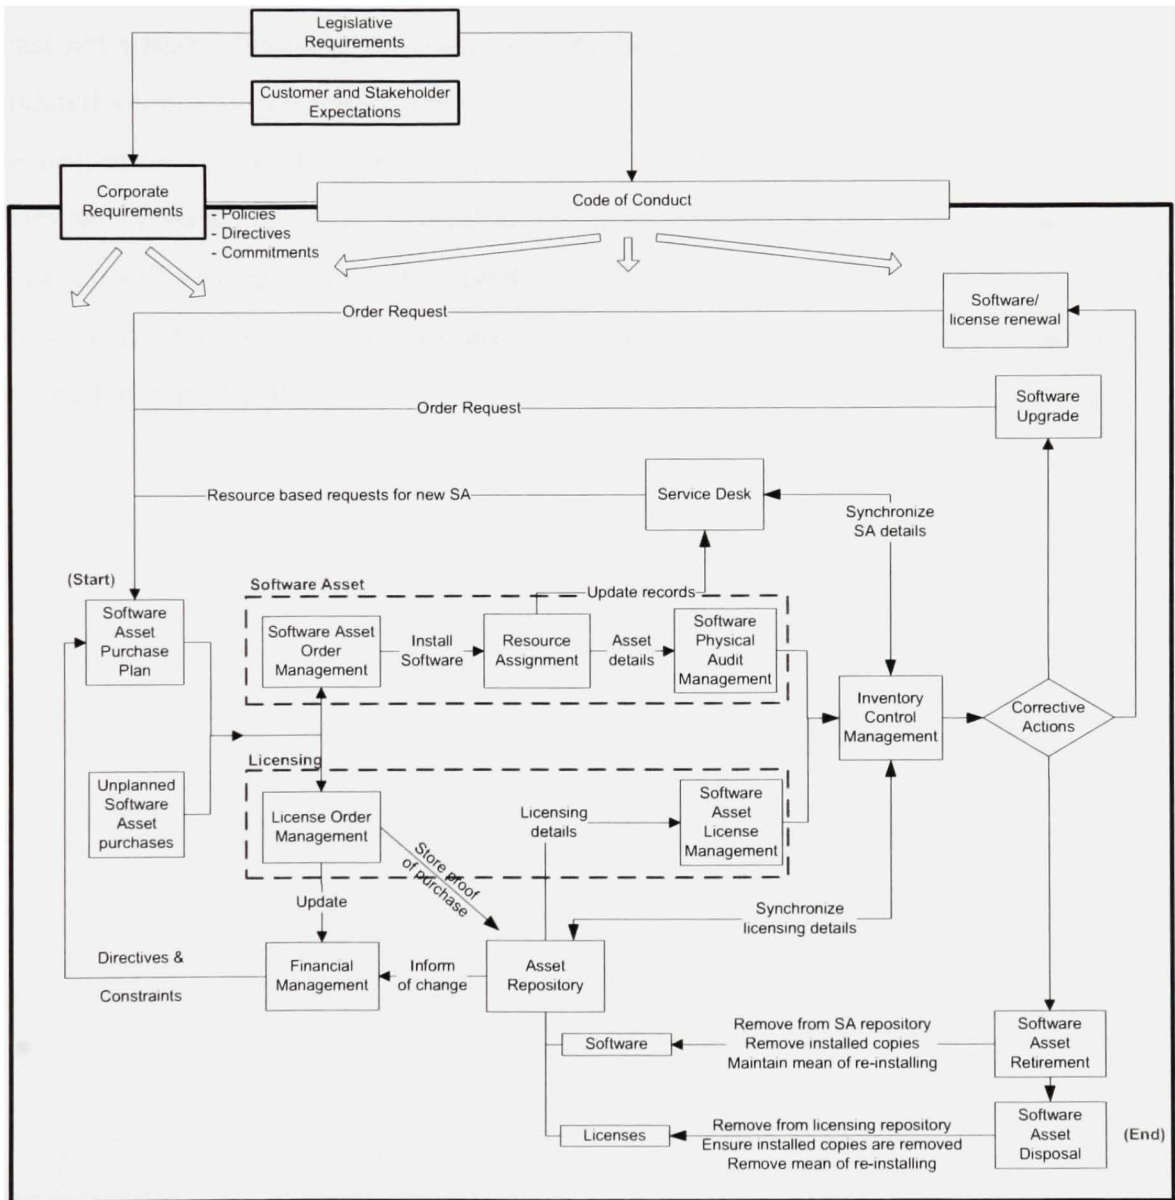 Legislative
Requirements
Customer and Stakeholder
Expectations
Corporate
Requirements
Code of Conduct
- Policies
- Directives
- Commitments
Order Request
Software/
license renewal
Order Request
Software
Upgrade
Resource based requests for new SA
Service Desk
Synchronize
SA details
(Start)
Software Asset
Update records
Software
Asset
Purchase
Plan
Software Asset
Order
Management
Install
Software
Resource
Assignment
Asset
details
Software
Physical
Audit
Management
Inventory
Control
Management
Corrective
Actions
Licensing
Unplanned
Software
Asset
purchases
License Order
Management
Licensing
details
Software
Asset
License
Management
Store proof
of purchase
Update
Synchronize
licensing details
Directives &
Constraints
Financial
Management
Inform
of change
Asset
Repository
Software
Remove from SA repository
Remove installed copies
Maintain mean of re-installing
Software
Asset
Retirement
Licenses
Remove from licensing repository
Ensure installed copies are removed
Remove mean of re-installing
Software
Asset
Disposal
(End)